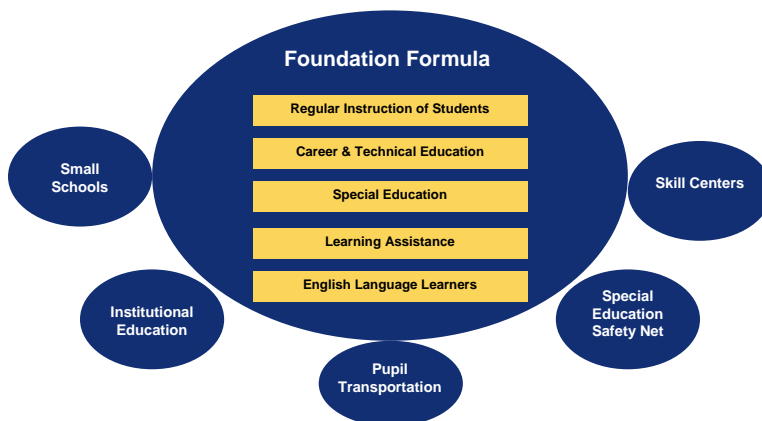 Foundation Formula
Regular Instruction of Students
Career & Technical Education
Special Education
Learning Assistance
English Language Learners
Small
Schools
Skill Centers
Institutional
Education
Special
Education
Safety Net
Pupil
Transportation